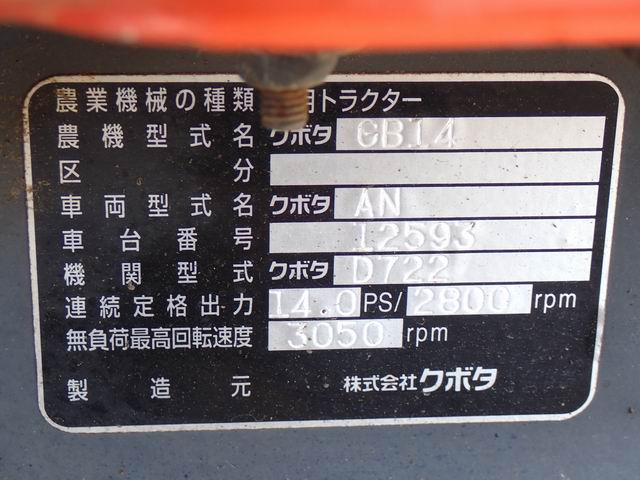 農業機械の種類 用トラクター
農機型式名 クボタ GB14
区分
車両型式名 クボタ AN
車台番号 12593
機関型式 クボタ D722
連続定格出力 14.0 PS/2800 rpm
無負荷最高回転速度 3050 rpm
製造元 株式会社クボタ